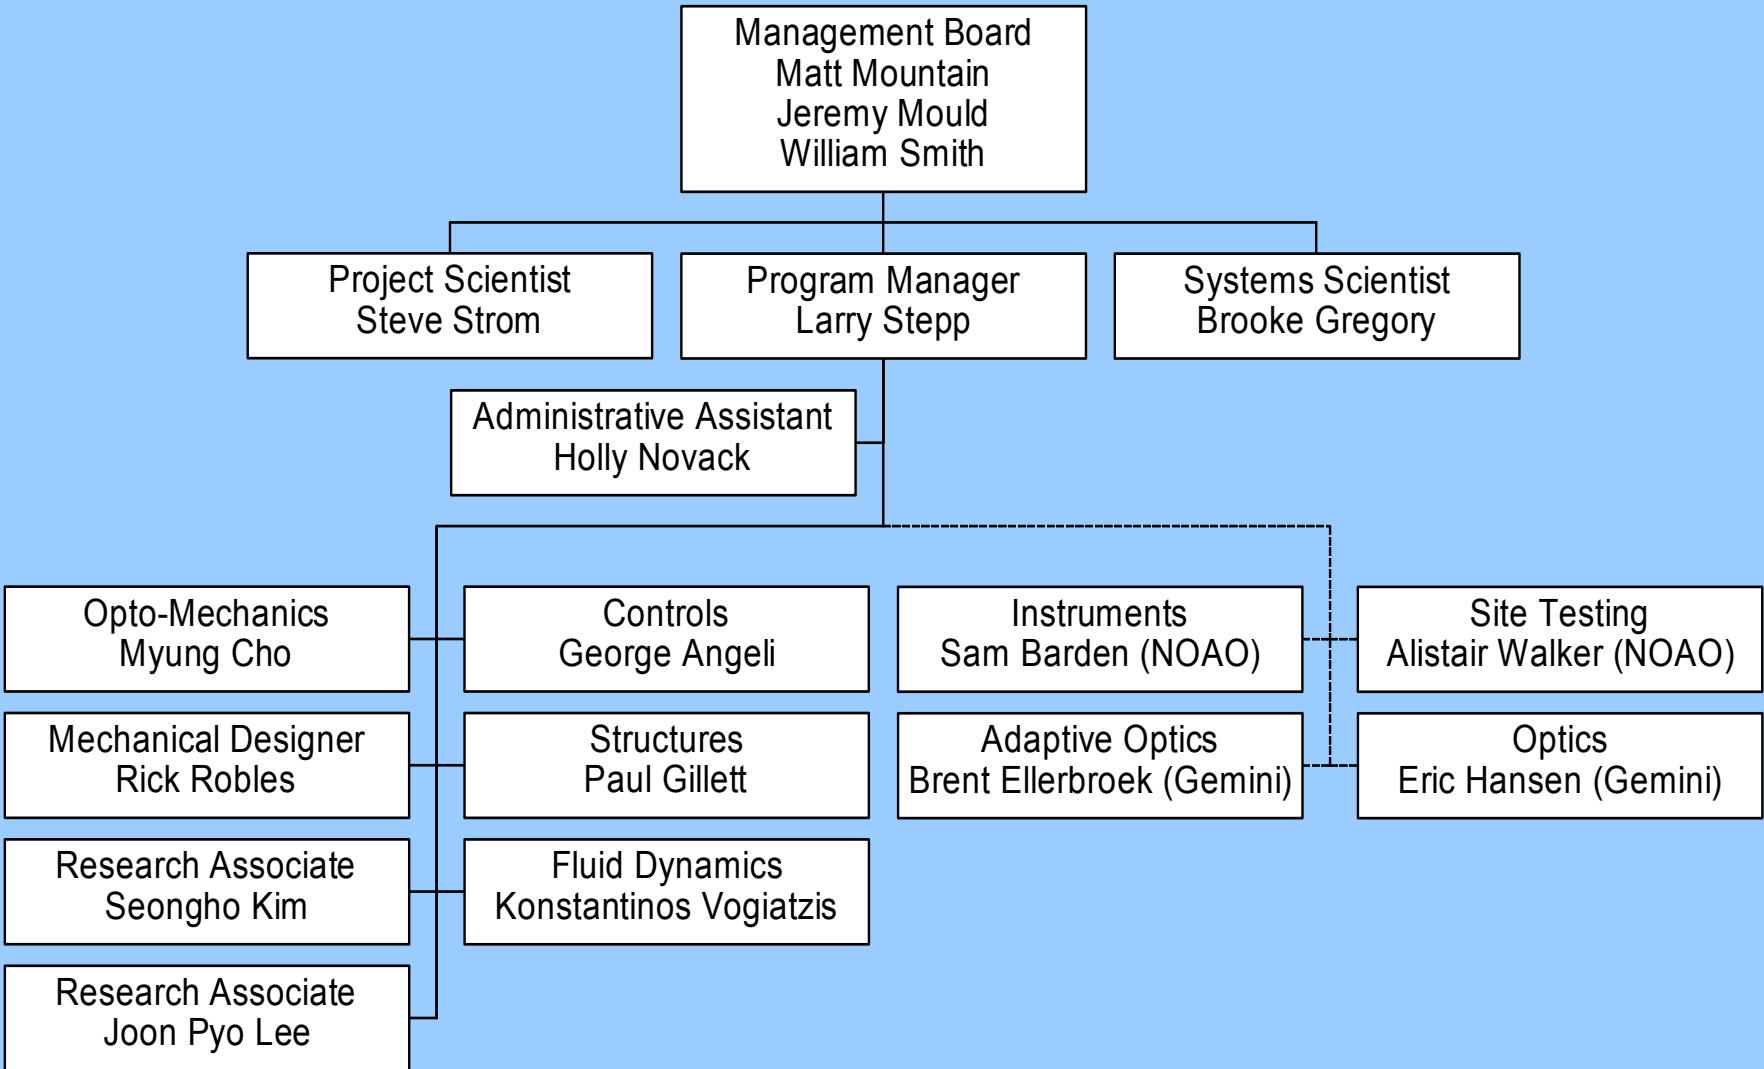 Management Board
Matt Mountain
Jeremy Mould
William Smith
Project Scientist
Steve Strom
Program Manager
Larry Stepp
Systems Scientist
Brooke Gregory
Administrative Assistant
Holly Novack
Opto-Mechanics
Myung Cho
Controls
George Angeli
Instruments
Sam Barden (NOAO)
Site Testing
Alistair Walker (NOAO)
Mechanical Designer
Rick Robles
Structures
Paul Gillett
Adaptive Optics
Brent Ellerbroek (Gemini)
Optics
Eric Hansen (Gemini)
Research Associate
Seongho Kim
Fluid Dynamics
Konstantinos Vogiatzis
Research Associate
Joon Pyo Lee